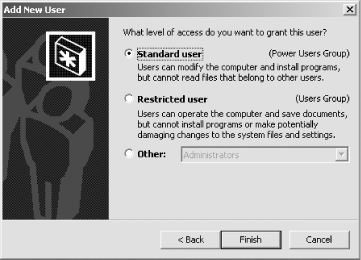 Add New User
What level of access do you want to grant this user?
Standard user (Power Users Group)
Users can modify the computer and install programs,
but cannot read files that belong to other users.
Restricted user (Users Group)
Users can operate the computer and save documents,
but cannot install programs or make potentially
damaging changes to the system files and settings.
Other: Administrators
< Back Finish Cancel